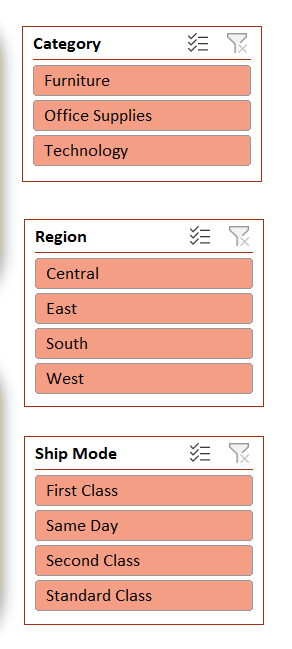 Category
Furniture
Office Supplies
Technology
Region
Central
East
South
West
Ship Mode
First Class
Same Day
Second Class
Standard Class